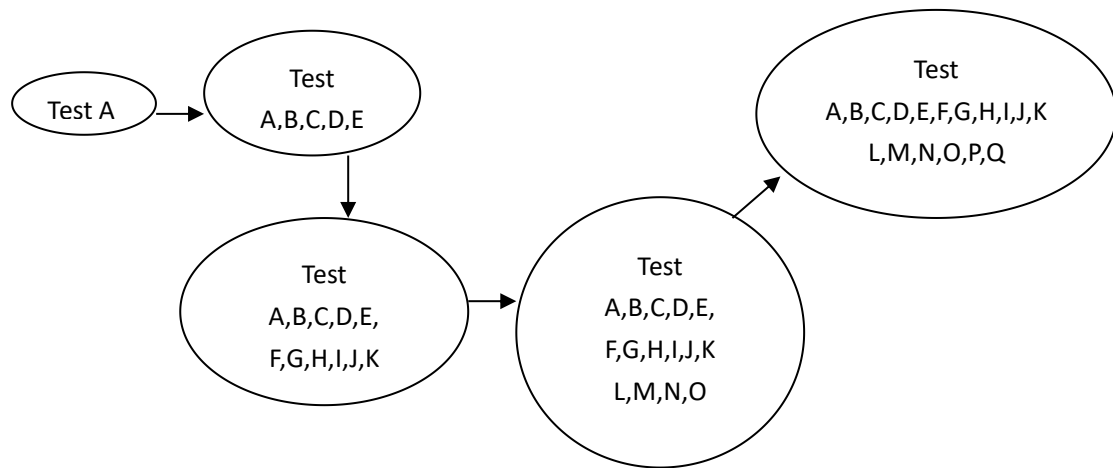 Test A
Test
A,B,C,D,E
Test
A,B,C,D,E,
F,G,H,I,J,K
Test
A,B,C,D,E,
F,G,H,I,J,K
L,M,N,O
Test
A,B,C,D,E,F,G,H,I,J,K
L,M,N,O,P,Q